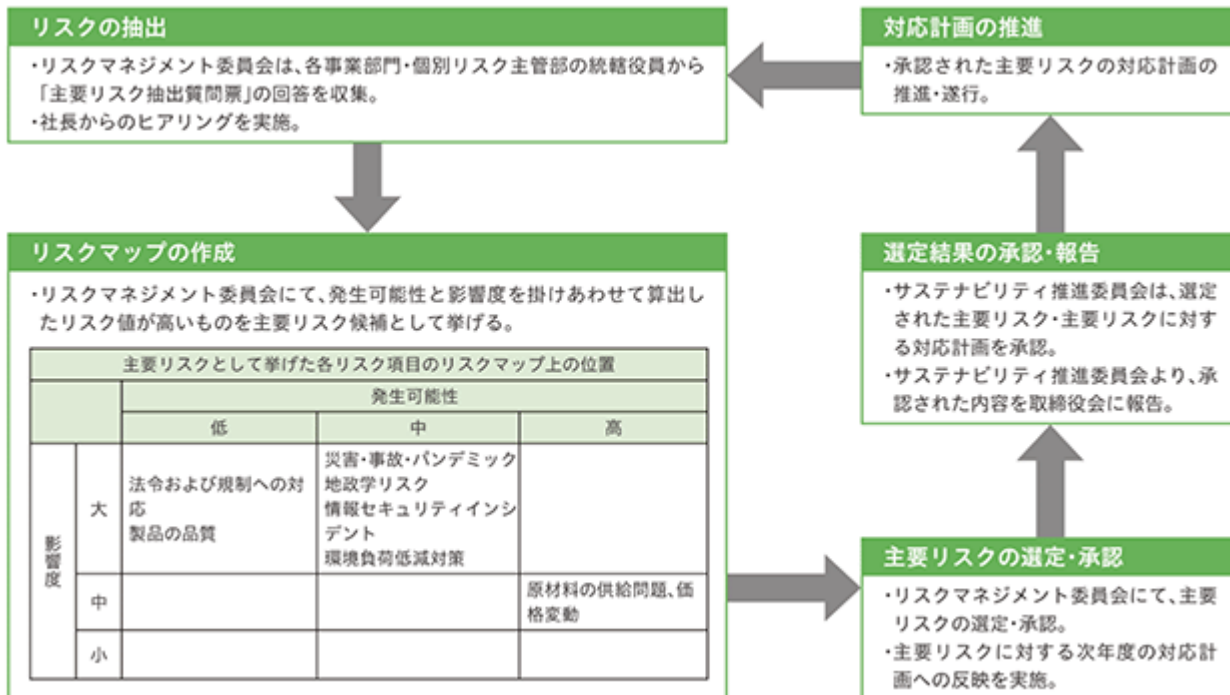 リスクの抽出
・リスクマネジメント委員会は、各事業部門・個別リスク主管部の統轄役員から
「主要リスク抽出質問票」の回答を収集。
・社長からのヒアリングを実施。
リスクマップの作成
・リスクマネジメント委員会にて、発生可能性と影響度を掛けあわせて算出し
たリスク値が高いものを主要リスク候補として挙げる。
主要リスクとして挙げた各リスク項目のリスクマップ上の位置
発生可能性
低
中
高
影響度
大
法令および規制への対
応
製品の品質
災害・事故・パンデミック
地政学リスク
情報セキュリティインシ
デント
環境負荷低減対策
中
原材料の供給問題、価
格変動
小
主要リスクの選定・承認
・リスクマネジメント委員会にて、主要
リスクの選定・承認。
・主要リスクに対する次年度の対応計
画への反映を実施。
選定結果の承認・報告
・サステナビリティ推進委員会は、選定
された主要リスク・主要リスクに対す
る対応計画を承認。
・サステナビリティ推進委員会より、承
認された内容を取締役会に報告。
対応計画の推進
・承認された主要リスクの対応計画の
推進・遂行。